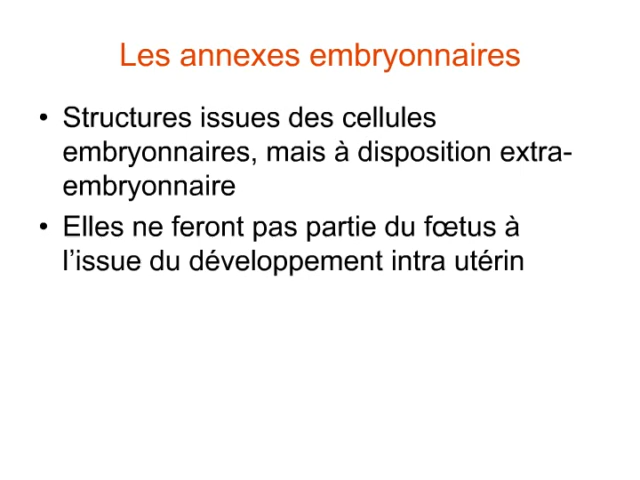 Les annexes embryonnaires
• Structures issues des cellules
embryonnaires, mais à disposition extra-
embryonnaire
• Elles ne feront pas partie du fœtus à
l’issue du développement intra utérin